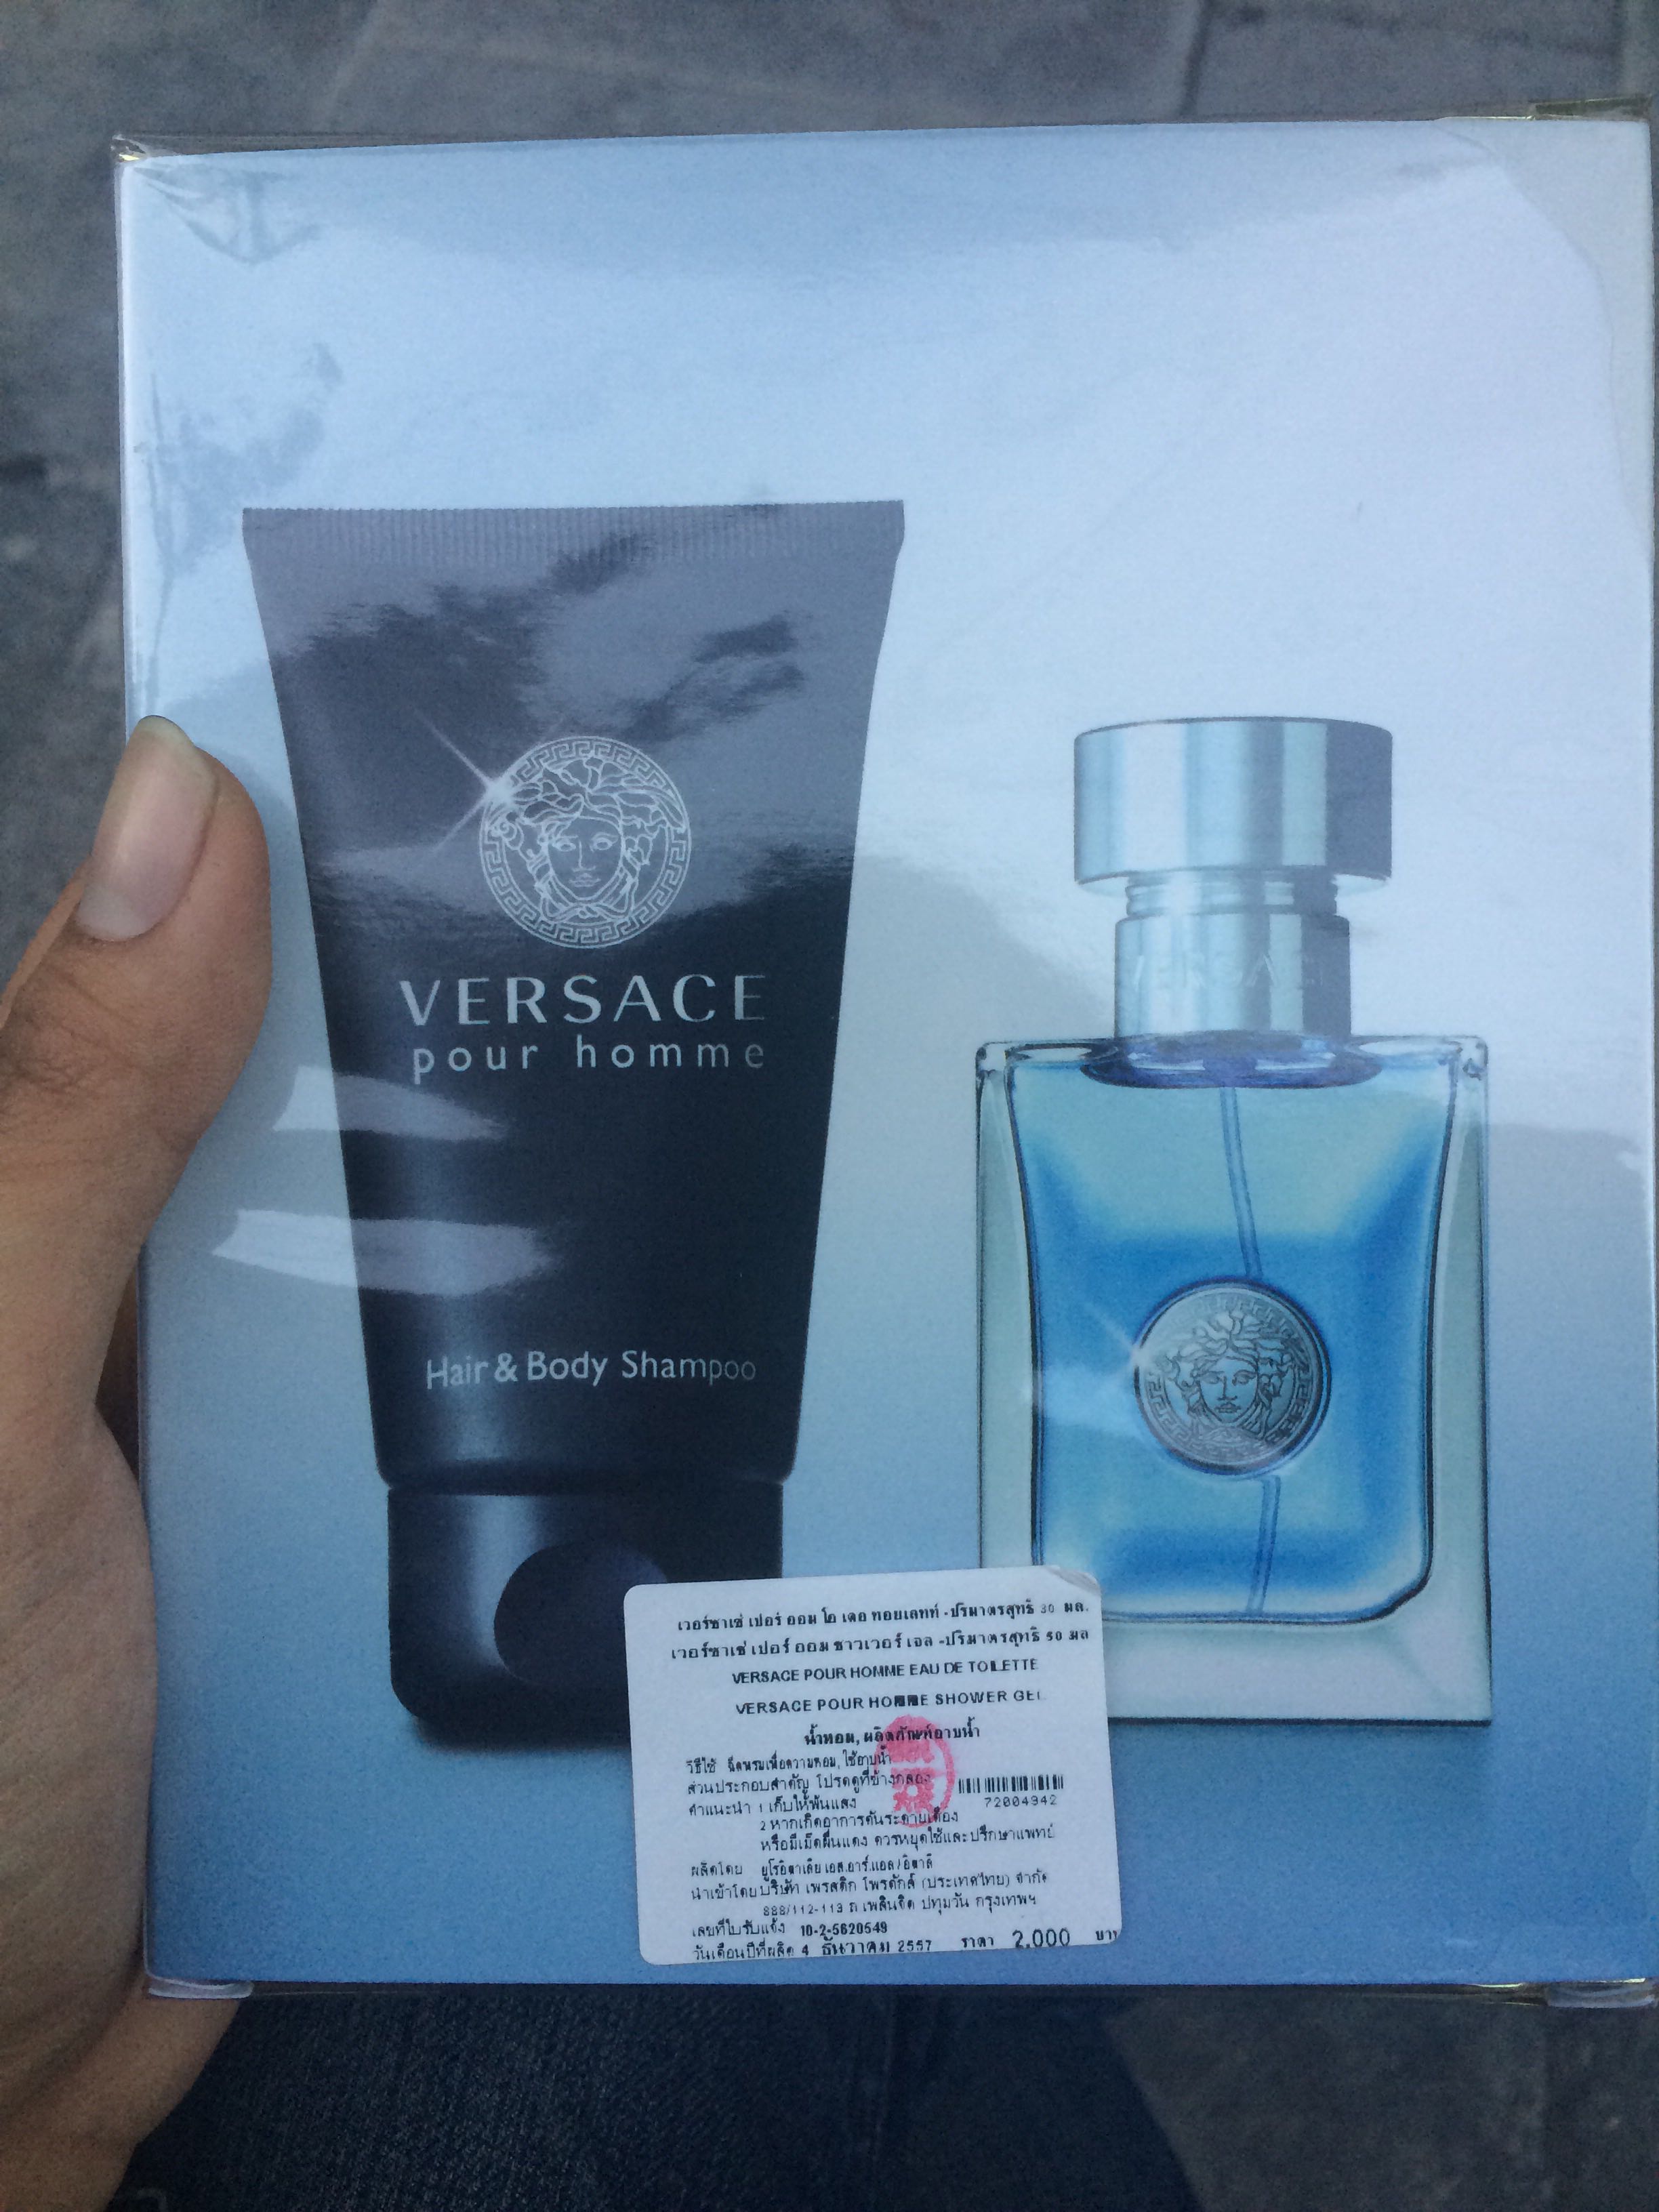 VERSACE
pour homme
Hair & Body Shampoo
VERSACE
เวอร์ซาเช่ เปอร์ ออม โอ เดอ ทอยเลทท์ -ปริมาตรสุทธิ 30 มล.
เวอร์ซาเช่ เปอร์ ออม ชาวเวอร์ เจล -ปริมาตรสุทธิ 50 มล
VERSACE POUR HOMME EAU DE TOILETTE
VERSACE POUR HOMME SHOWER GEL
น้ำหอม, ผลิตภัณฑ์อาบน้ำ
วิธีใช้ ฉีดพรมเพื่อความหอม, ใช้อาบน้ำ
ส่วนประกอบสำคัญ โปรดดูที่ข้างกล่อง
72004942
คำแนะนำ 1 เก็บให้พ้นแสง
2 หากเกิดอาการคันระคายเคือง
หรือมีเม็ดผื่นแดง ควรหยุดใช้และปรึกษาแพทย์
ผลิตโดย ยูโรอิตาเลีย เอส.อาร์.แอล/อิตาลี
นำเข้าโดย บริษัท เพรสติก โพรดักส์ (ประเทศไทย) จำกัด
888/112-113 ถ เพลินจิต ปทุมวัน กรุงเทพฯ
เลขที่ใบรับแจ้ง 10-2-5620549
วันเดือนปีที่ผลิต 4 ธันวาคม 2557 ราคา 2,000 บาท